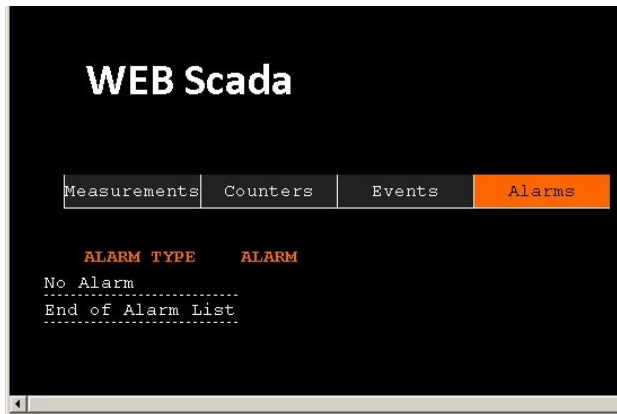 WEB Scada
Measurements Counters Events Alarms
ALARM TYPE ALARM
No Alarm
End of Alarm List